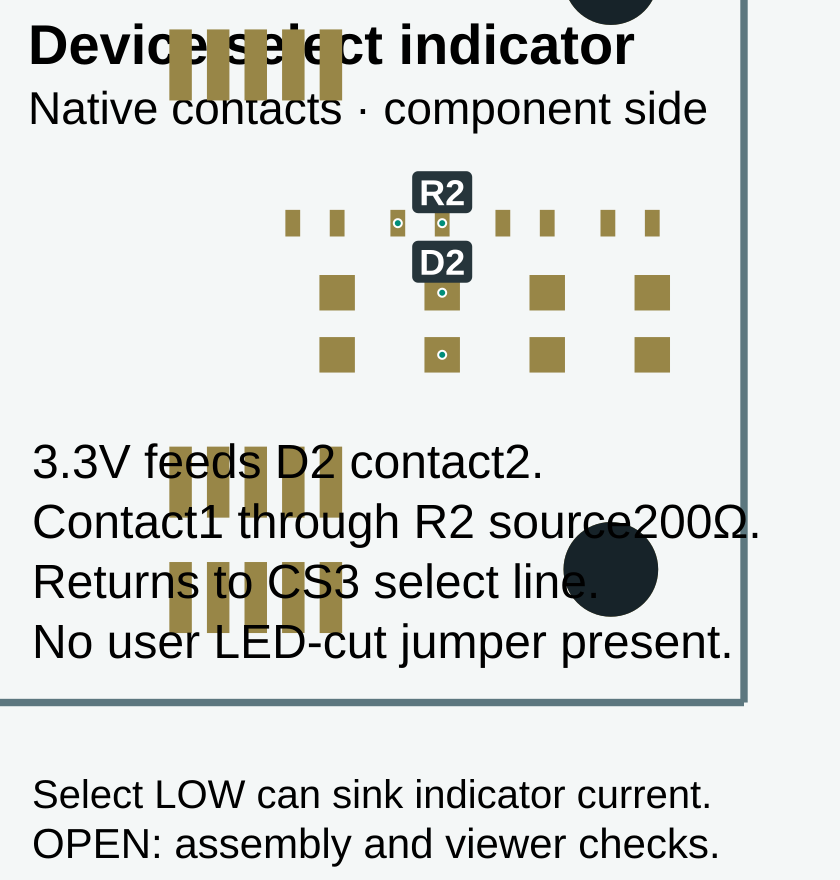 Device select indicator
Native contacts · component side
R2
D2
3.3V feeds D2 contact2.
Contact1 through R2 source200Ω.
Returns to CS3 select line.
No user LED-cut jumper present.
Select LOW can sink indicator current.
OPEN: assembly and viewer checks.